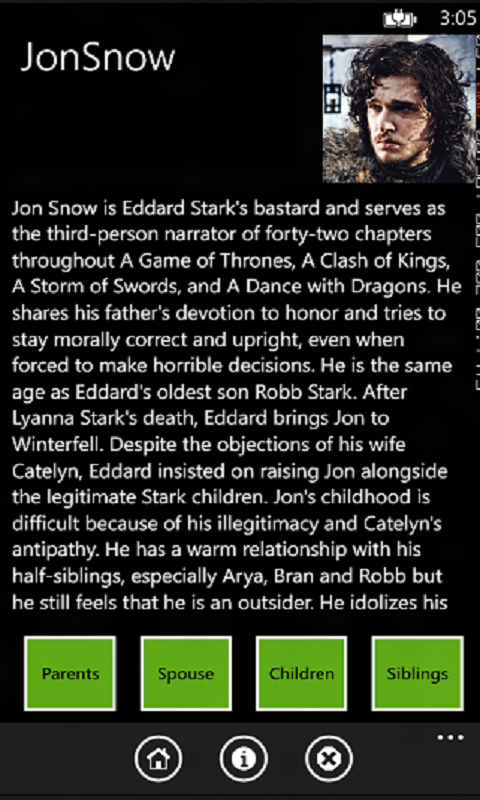 3:05
JonSnow
Jon Snow is Eddard Stark's bastard and serves as
the third-person narrator of forty-two chapters
throughout A Game of Thrones, A Clash of Kings,
A Storm of Swords, and A Dance with Dragons. He
shares his father's devotion to honor and tries to
stay morally correct and upright, even when
forced to make horrible decisions. He is the same
age as Eddard's oldest son Robb Stark. After
Lyanna Stark's death, Eddard brings Jon to
Winterfell. Despite the objections of his wife
Catelyn, Eddard insisted on raising Jon alongside
the legitimate Stark children. Jon's childhood is
difficult because of his illegitimacy and Catelyn's
antipathy. He has a warm relationship with his
half-siblings, especially Arya, Bran and Robb but
he still feels that he is an outsider. He idolizes his
Parents
Spouse
Children
Siblings